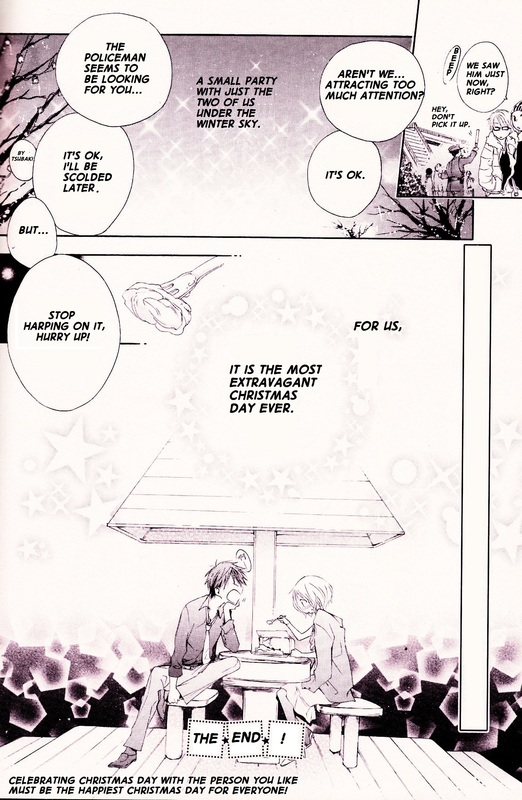 BEEP
WE SAW
HIM JUST
NOW,
RIGHT?
HEY,
DON'T
PICK IT UP.
AREN'T WE...
ATTRACTING TOO
MUCH ATTENTION?
IT'S OK.
A SMALL PARTY
WITH JUST THE
TWO OF US
UNDER THE
WINTER SKY.
THE
POLICEMAN
SEEMS TO
BE LOOKING
FOR YOU...
IT'S OK,
I'LL BE
SCOLDED
LATER.
BY
TSUBAKI
BUT...
STOP
HARPING ON IT,
HURRY UP!
FOR US,
IT IS THE MOST
EXTRAVAGANT
CHRISTMAS
DAY EVER.
THE END !
CELEBRATING CHRISTMAS DAY WITH THE PERSON YOU LIKE
MUST BE THE HAPPIEST CHRISTMAS DAY FOR EVERYONE!